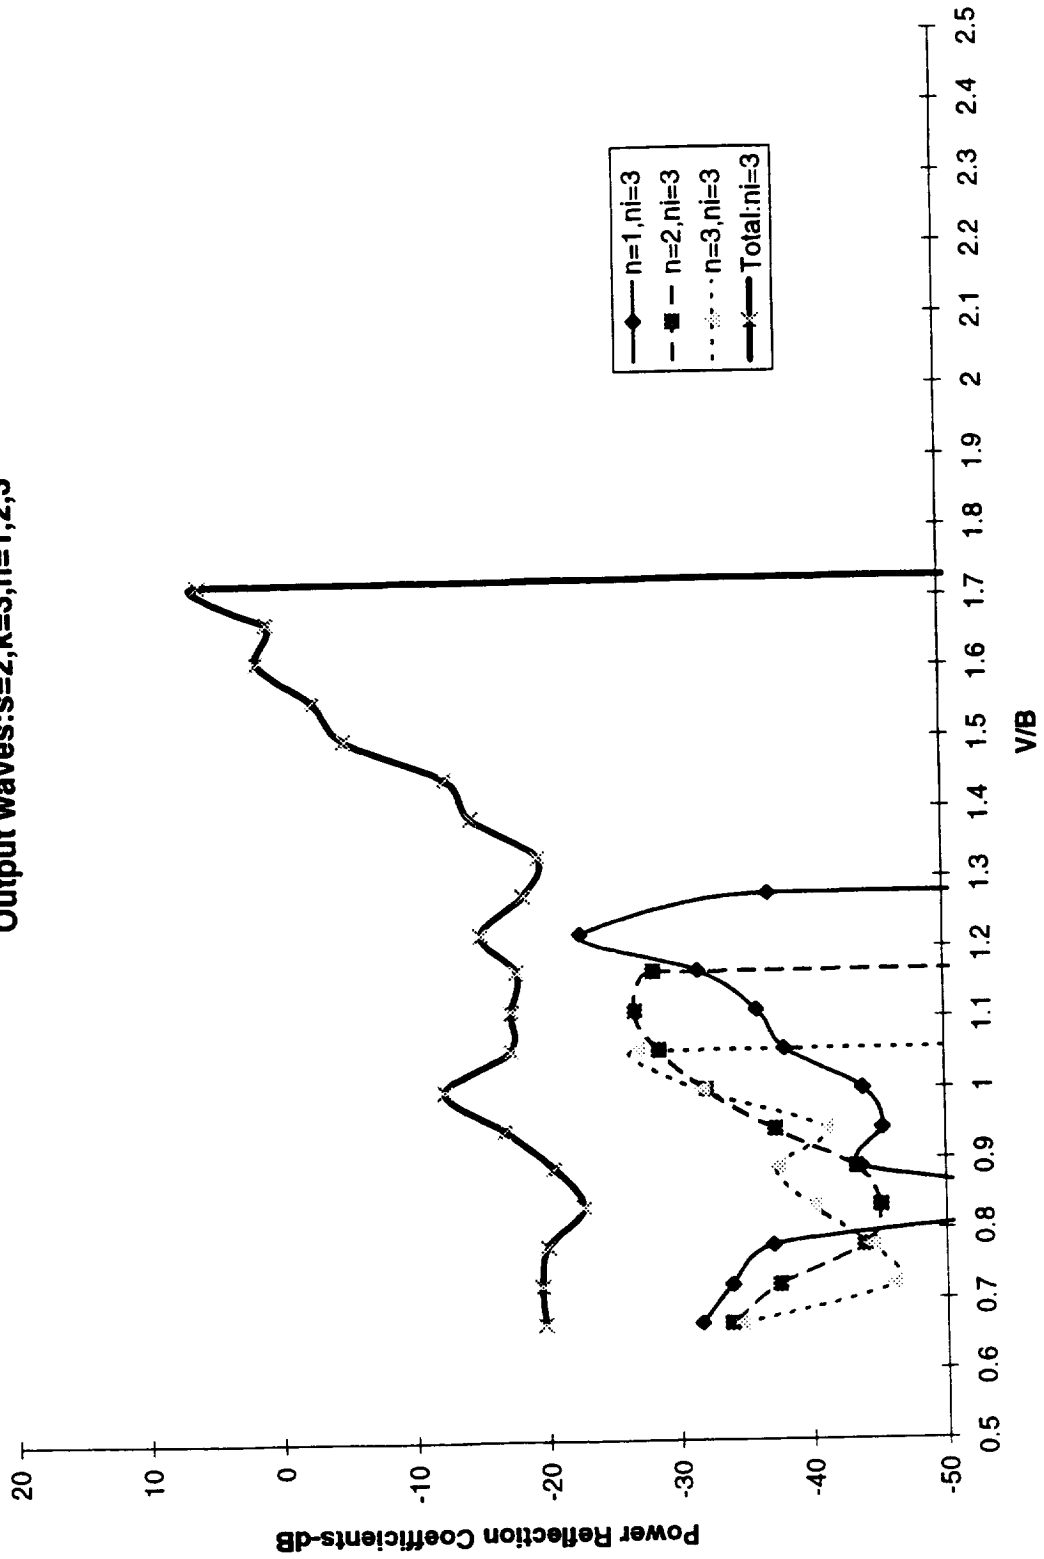 Output Waves:s=2,k=3,n=1,2,3
20
10
0
-10
-20
-30
-40
-50
Power Reflection Coefficients-dB
0.5 0.6 0.7 0.8 0.9 1 1.1 1.2 1.3 1.4 1.5 1.6 1.7 1.8 1.9 2 2.1 2.2 2.3 2.4 2.5
V/B
n=1,ni=3
n=2,ni=3
n=3,ni=3
Total:ni=3